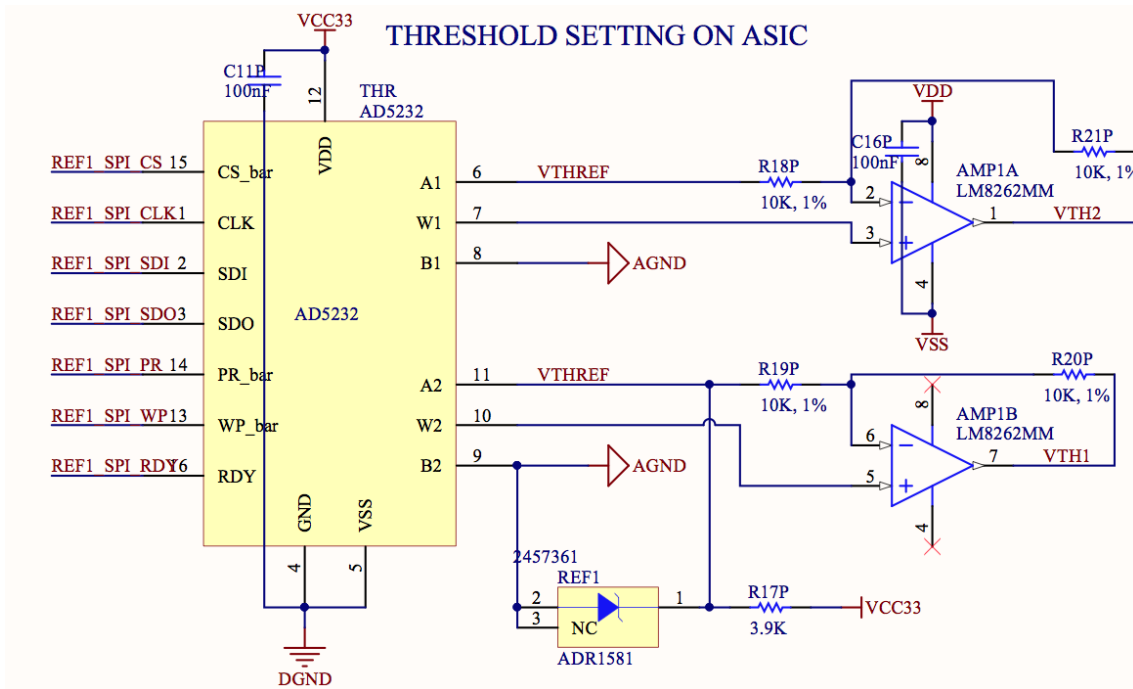 THRESHOLD SETTING ON ASIC
VCC33
C11P
100nF
12
THR
AD5232
VDD
REF1_SPI_CS 15
CS_bar
REF1_SPI_CLK1
CLK
REF1_SPI_SDI 2
SDI
REF1_SPI_SDO3
SDO
REF1_SPI_PR 14
PR_bar
REF1_SPI_WP13
WP_bar
REF1_SPI_RDY16
RDY
AD5232
A1
6
VTHREF
W1
7
B1
8
AGND
A2
11
VTHREF
W2
10
B2
9
AGND
GND
VSS
4
5
DGND
R18P
10K, 1%
VDD
C16P
100nF
8
AMP1A
LM8262MM
2
3
1
VTH2
4
VSS
R21P
10K, 1%
R19P
10K, 1%
R20P
10K, 1%
8
AMP1B
LM8262MM
6
5
7
VTH1
4
2457361
REF1
2
3
NC
1
ADR1581
R17P
3.9K
VCC33